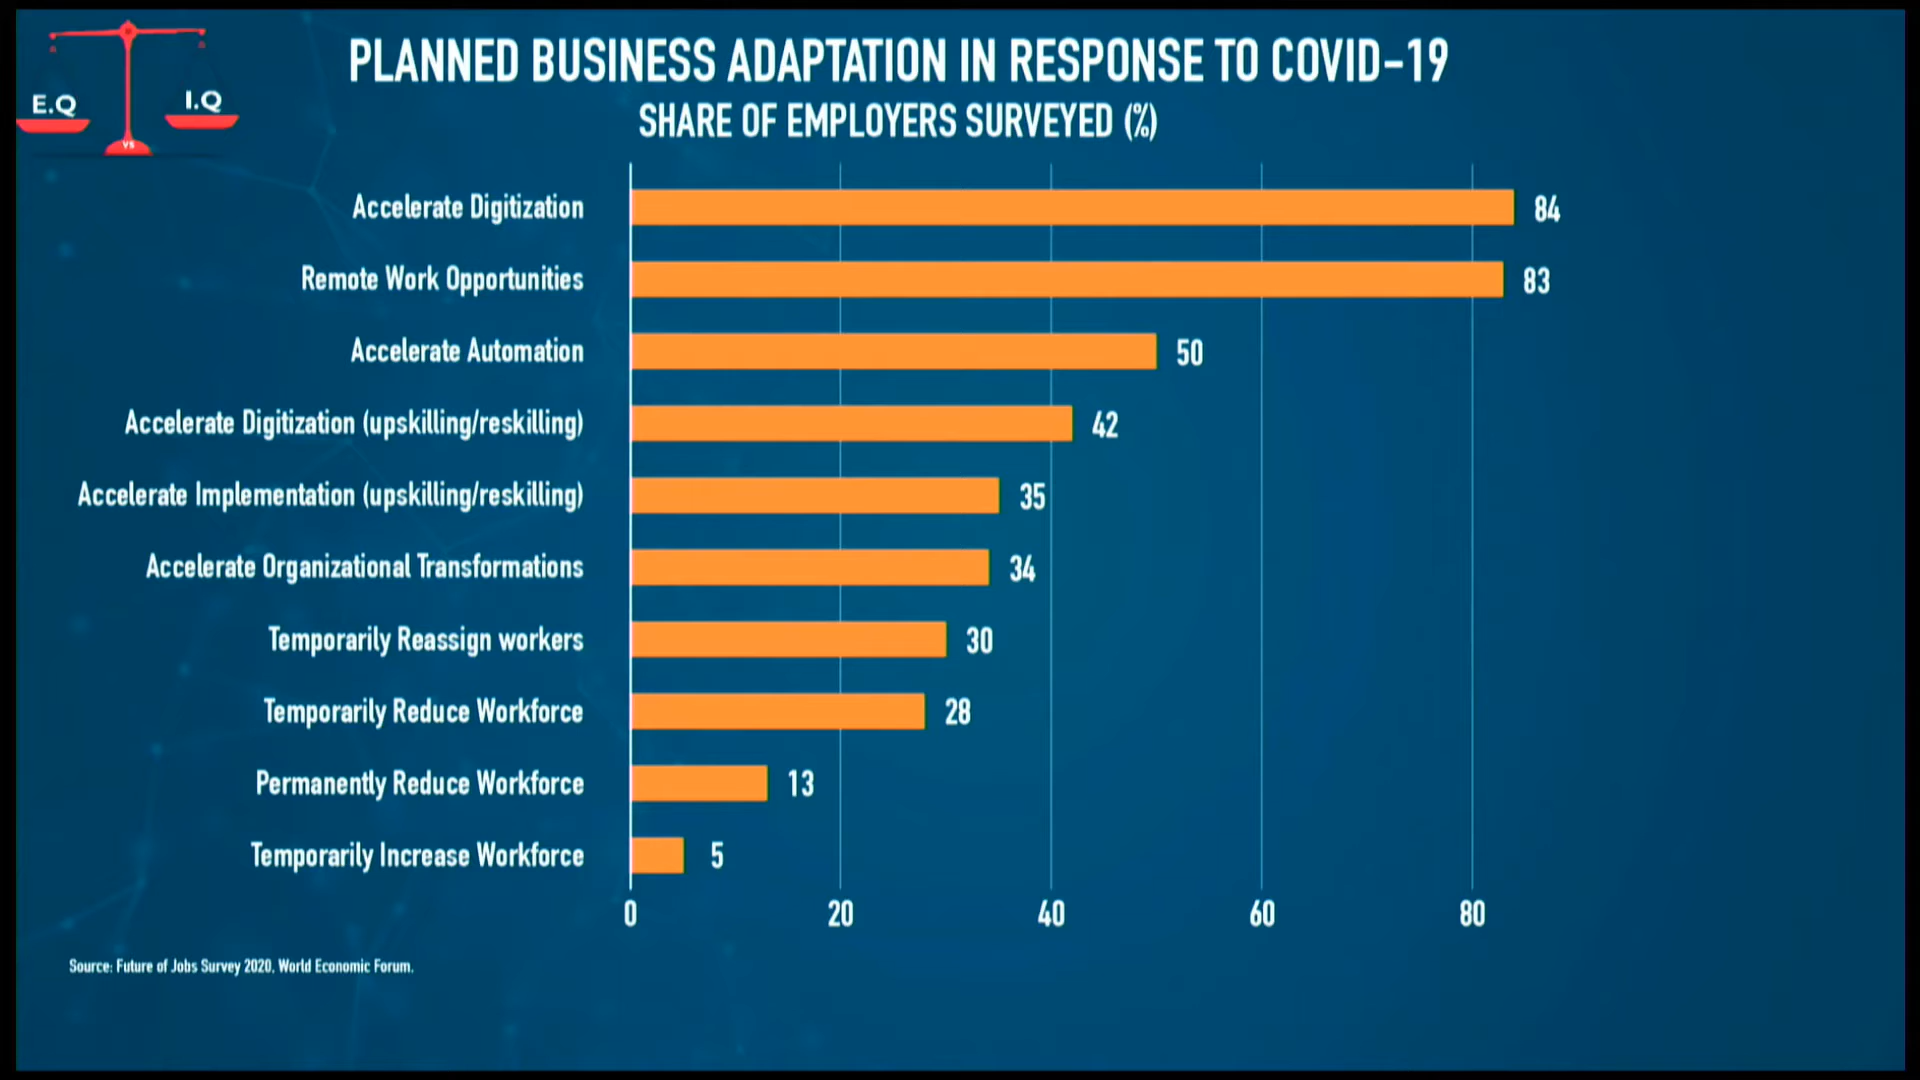 E.Q
I.Q
VS
PLANNED BUSINESS ADAPTATION IN RESPONSE TO COVID-19
SHARE OF EMPLOYERS SURVEYED (%)
Accelerate Digitization 84
Remote Work Opportunities 83
Accelerate Automation 50
Accelerate Digitization (upskilling/reskilling) 42
Accelerate Implementation (upskilling/reskilling) 35
Accelerate Organizational Transformations 34
Temporarily Reassign workers 30
Temporarily Reduce Workforce 28
Permanently Reduce Workforce 13
Temporarily Increase Workforce 5
0 20 40 60 80
Source: Future of Jobs Survey 2020, World Economic Forum.